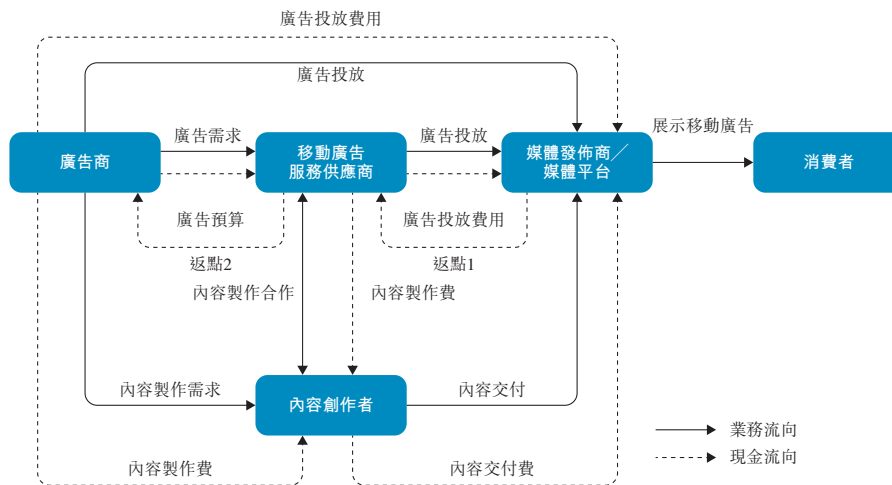 廣告投放費用
廣告投放
廣告需求
廣告投放
展示移動廣告
廣告商
移動廣告
服務供應商
媒體發佈商／
媒體平台
消費者
廣告預算
廣告投放費用
返點2
返點1
內容製作合作
內容製作費
內容製作需求
內容創作者
內容交付
業務流向
內容製作費
內容交付費
現金流向